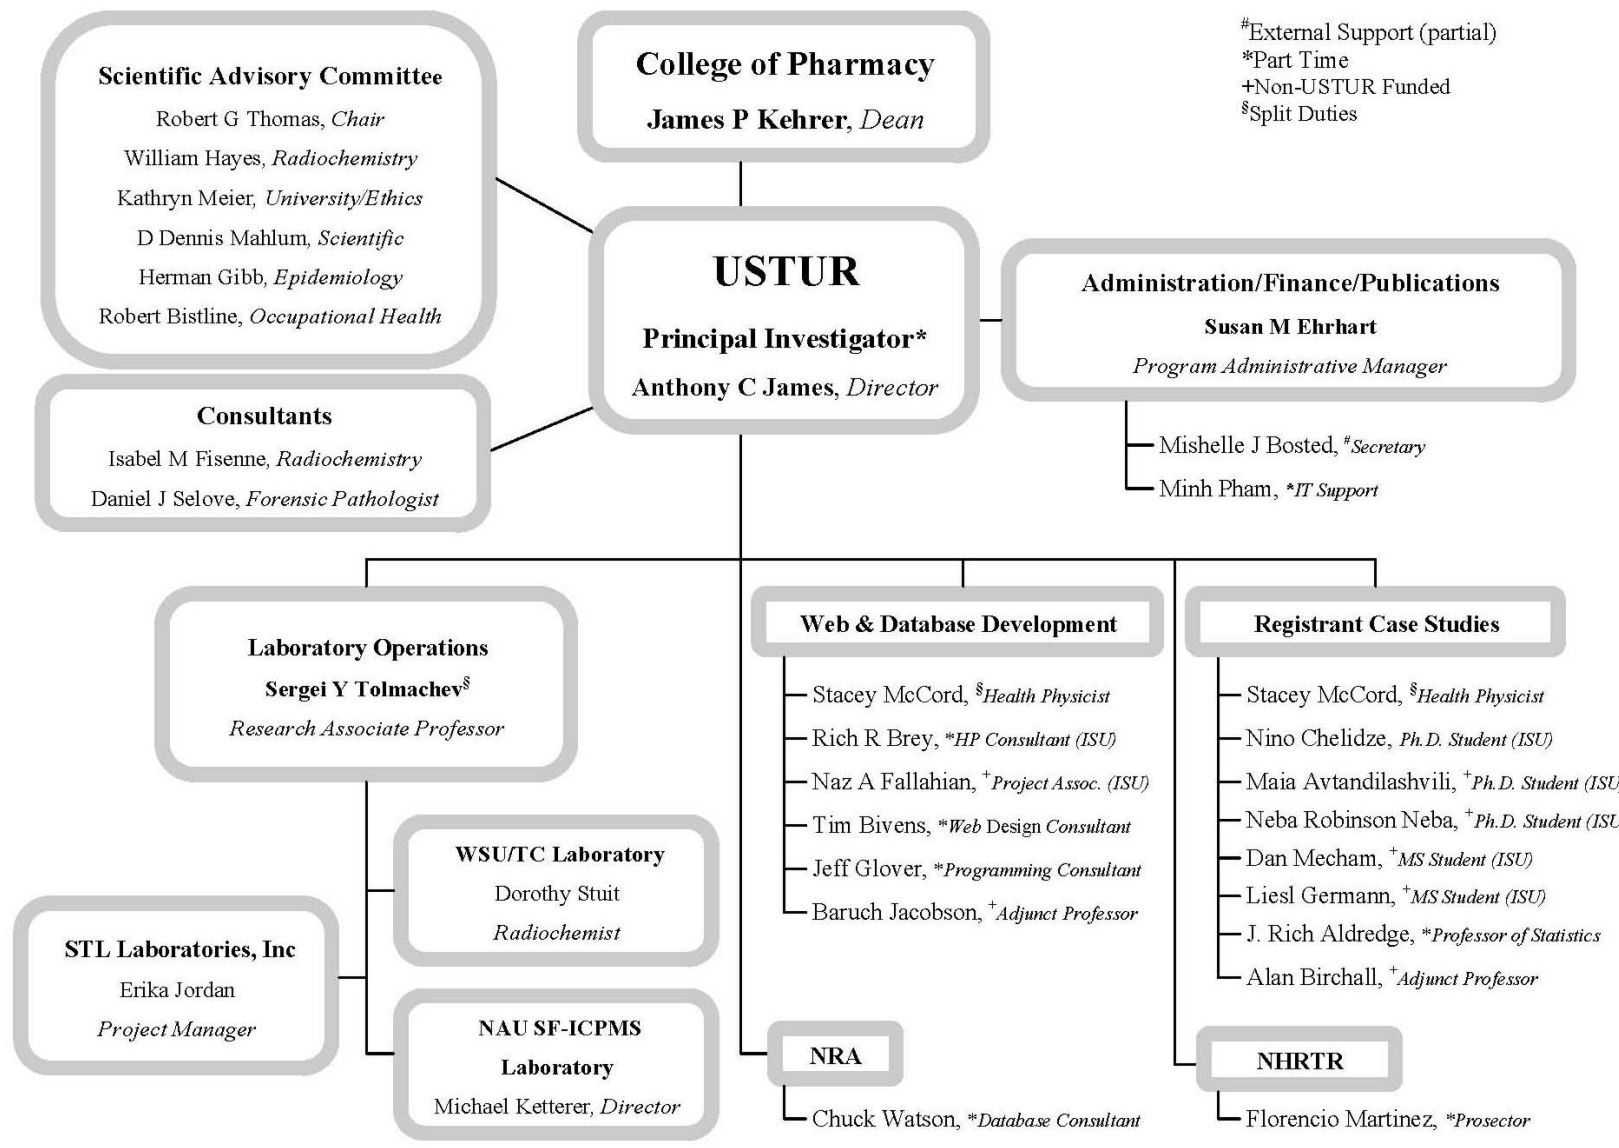 #External Support (partial)
*Part Time
+Non-USTUR Funded
§Split Duties
College of Pharmacy
James P Kehrer, Dean
Scientific Advisory Committee
Robert G Thomas, Chair
William Hayes, Radiochemistry
Kathryn Meier, University/Ethics
D Dennis Mahlum, Scientific
Herman Gibb, Epidemiology
Robert Bistline, Occupational Health
USTUR
Principal Investigator*
Anthony C James, Director
Administration/Finance/Publications
Susan M Ehrhart
Program Administrative Manager
Mishelle J Bosted, #Secretary
Minh Pham, *IT Support
Consultants
Isabel M Fisenne, Radiochemistry
Daniel J Selove, Forensic Pathologist
Laboratory Operations
Sergei Y Tolmachev§
Research Associate Professor
WSU/TC Laboratory
Dorothy Stuit
Radiochemist
STL Laboratories, Inc
Erika Jordan
Project Manager
NAU SF-ICPMS
Laboratory
Michael Ketterer, Director
Web & Database Development
Stacey McCord, §Health Physicist
Rich R Brey, *HP Consultant (ISU)
Naz A Fallahian, +Project Assoc. (ISU)
Tim Bivens, *Web Design Consultant
Jeff Glover, *Programming Consultant
Baruch Jacobson, +Adjunct Professor
NRA
Chuck Watson, *Database Consultant
Registrant Case Studies
Stacey McCord, §Health Physicist
Nino Chelidze, Ph.D. Student (ISU)
Maia Avtandilashvili, +Ph.D. Student (ISU
Neba Robinson Neba, +Ph.D. Student (ISU
Dan Mecham, +MS Student (ISU)
Liesl Germann, +MS Student (ISU)
J. Rich Aldredge, *Professor of Statistics
Alan Birchall, +Adjunct Professor
NHRTR
Florencio Martinez, *Prosector